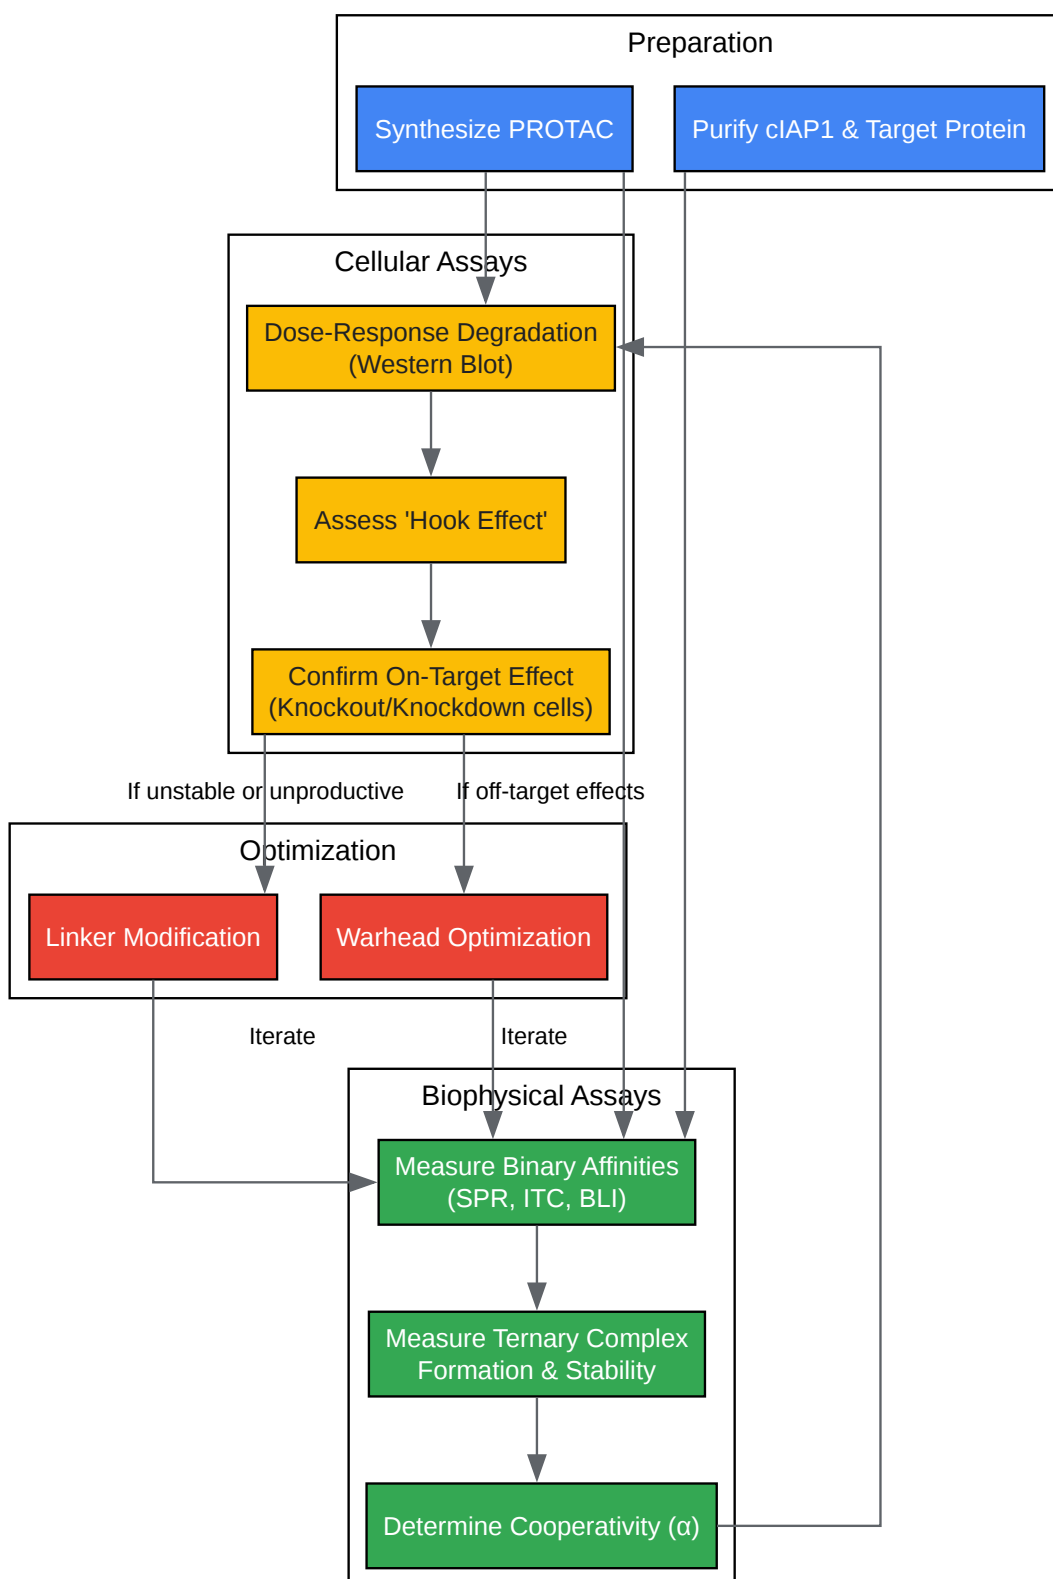 Preparation
Synthesize PROTAC
Purify cIAP1 & Target Protein
Cellular Assays
Dose-Response Degradation
(Western Blot)
Assess 'Hook Effect'
Confirm On-Target Effect
(Knockout/Knockdown cells)
If unstable or unproductive
If off-target effects
Optimization
Linker Modification
Warhead Optimization
Iterate
Iterate
Biophysical Assays
Measure Binary Affinities
(SPR, ITC, BLI)
Measure Ternary Complex
Formation & Stability
Determine Cooperativity (α)